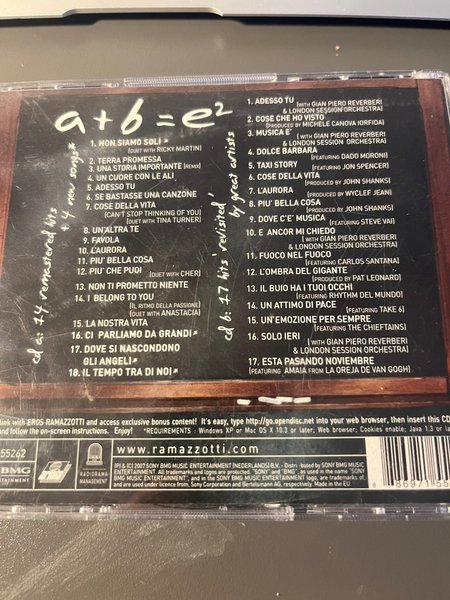 a + b = e²
cd a: 14 remastered hits
+ 4 new songs*
1. NON SIAMO SOLI *
(DUET WITH RICKY MARTIN)
2. TERRA PROMESSA
3. UNA STORIA IMPORTANTE (REMIX)
4. UN CUORE CON LE ALI
5. ADESSO TU
6. SE BASTASSE UNA CANZONE
7. COSE DELLA VITA
(CAN'T STOP THINKING OF YOU)
(DUET WITH TINA TURNER)
8. UN'ALTRA TE
9. FAVOLA
10. L'AURORA
11. PIU' BELLA COSA
12. PIU' CHE PUOI
(DUET WITH CHER)
13. NON TI PROMETTO NIENTE
14. I BELONG TO YOU
(IL RITMO DELLA PASSIONE)
(DUET WITH ANASTACIA)
15. LA NOSTRA VITA
16. CI PARLIAMO DA GRANDI *
17. DOVE SI NASCONDONO
GLI ANGELI *
18. IL TEMPO TRA DI NOI *
cd b: 17 hits 'revisited'
by great artists
1. ADESSO TU
(WITH GIAN PIERO REVERBERI
& LONDON SESSION ORCHESTRA)
2. COSE CHE HO VISTO
(PRODUCED BY MICHELE CANOVA IORFIDA)
3. MUSICA E'
(WITH GIAN PIERO REVERBERI
& LONDON SESSION ORCHESTRA)
4. DOLCE BARBARA
(FEATURING DADO MORONI)
5. TAXI STORY
(FEATURING JON SPENCER)
6. COSE DELLA VITA
(PRODUCED BY JOHN SHANKS)
7. L'AURORA
(PRODUCED BY WYCLEF JEAN)
8. PIU' BELLA COSA
(PRODUCED BY JOHN SHANKS)
9. DOVE C'E' MUSICA
(FEATURING STEVE VAI)
10. E ANCOR MI CHIEDO
(WITH GIAN PIERO REVERBERI
& LONDON SESSION ORCHESTRA)
11. FUOCO NEL FUOCO
(FEATURING CARLOS SANTANA)
12. L'OMBRA DEL GIGANTE
(PRODUCED BY PAT LEONARD)
13. IL BUIO HA I TUOI OCCHI
(FEATURING RHYTHM DEL MUNDO)
14. UN ATTIMO DI PACE
(FEATURING TAKE 6)
15. UN'EMOZIONE PER SEMPRE
(FEATURING THE CHIEFTAINS)
16. SOLO IERI
(WITH GIAN PIERO REVERBERI
& LONDON SESSION ORCHESTRA)
17. ESTA PASANDO NOVIEMBRE
(FEATURING AMAIA FROM LA OREJA DE VAN GOGH)
link with EROS RAMAZZOTTI and access exclusive bonus content! It's easy, type http://go.opendisc.net into your browser, then insert this CD
and follow the on-screen instructions. Enjoy! *REQUIREMENTS : Windows XP or Mac OS X 10.2 or later, Web browser, Cookies enable; Java 1.3 or
55262
www.ramazzotti.com
BMG
ENTERTAINMENT
RADIORAMA
MANAGEMENT
(P) & (C) 2007 SONY BMG MUSIC ENTERTAINMENT (NEDERLANDS) B.V. - Distributed by SONY BMG MUSIC
ENTERTAINMENT. All trademarks and logos are protected. "SONY" and "BMG", as used in the name "SONY
BMG MUSIC ENTERTAINMENT", and in the SONY BMG MUSIC ENTERTAINMENT logo, are trademarks of,
and are used under licence from, Sony Corporation and Bertelsmann AG, respectively. Made in the EU.
8 86971 55